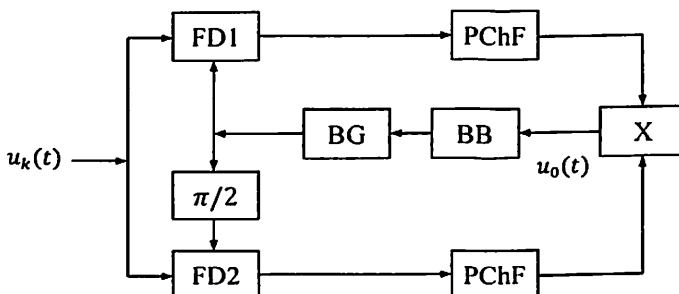 FD1
PChF
BG
BB
X
u_k(t)
u_0(t)
π/2
FD2
PChF